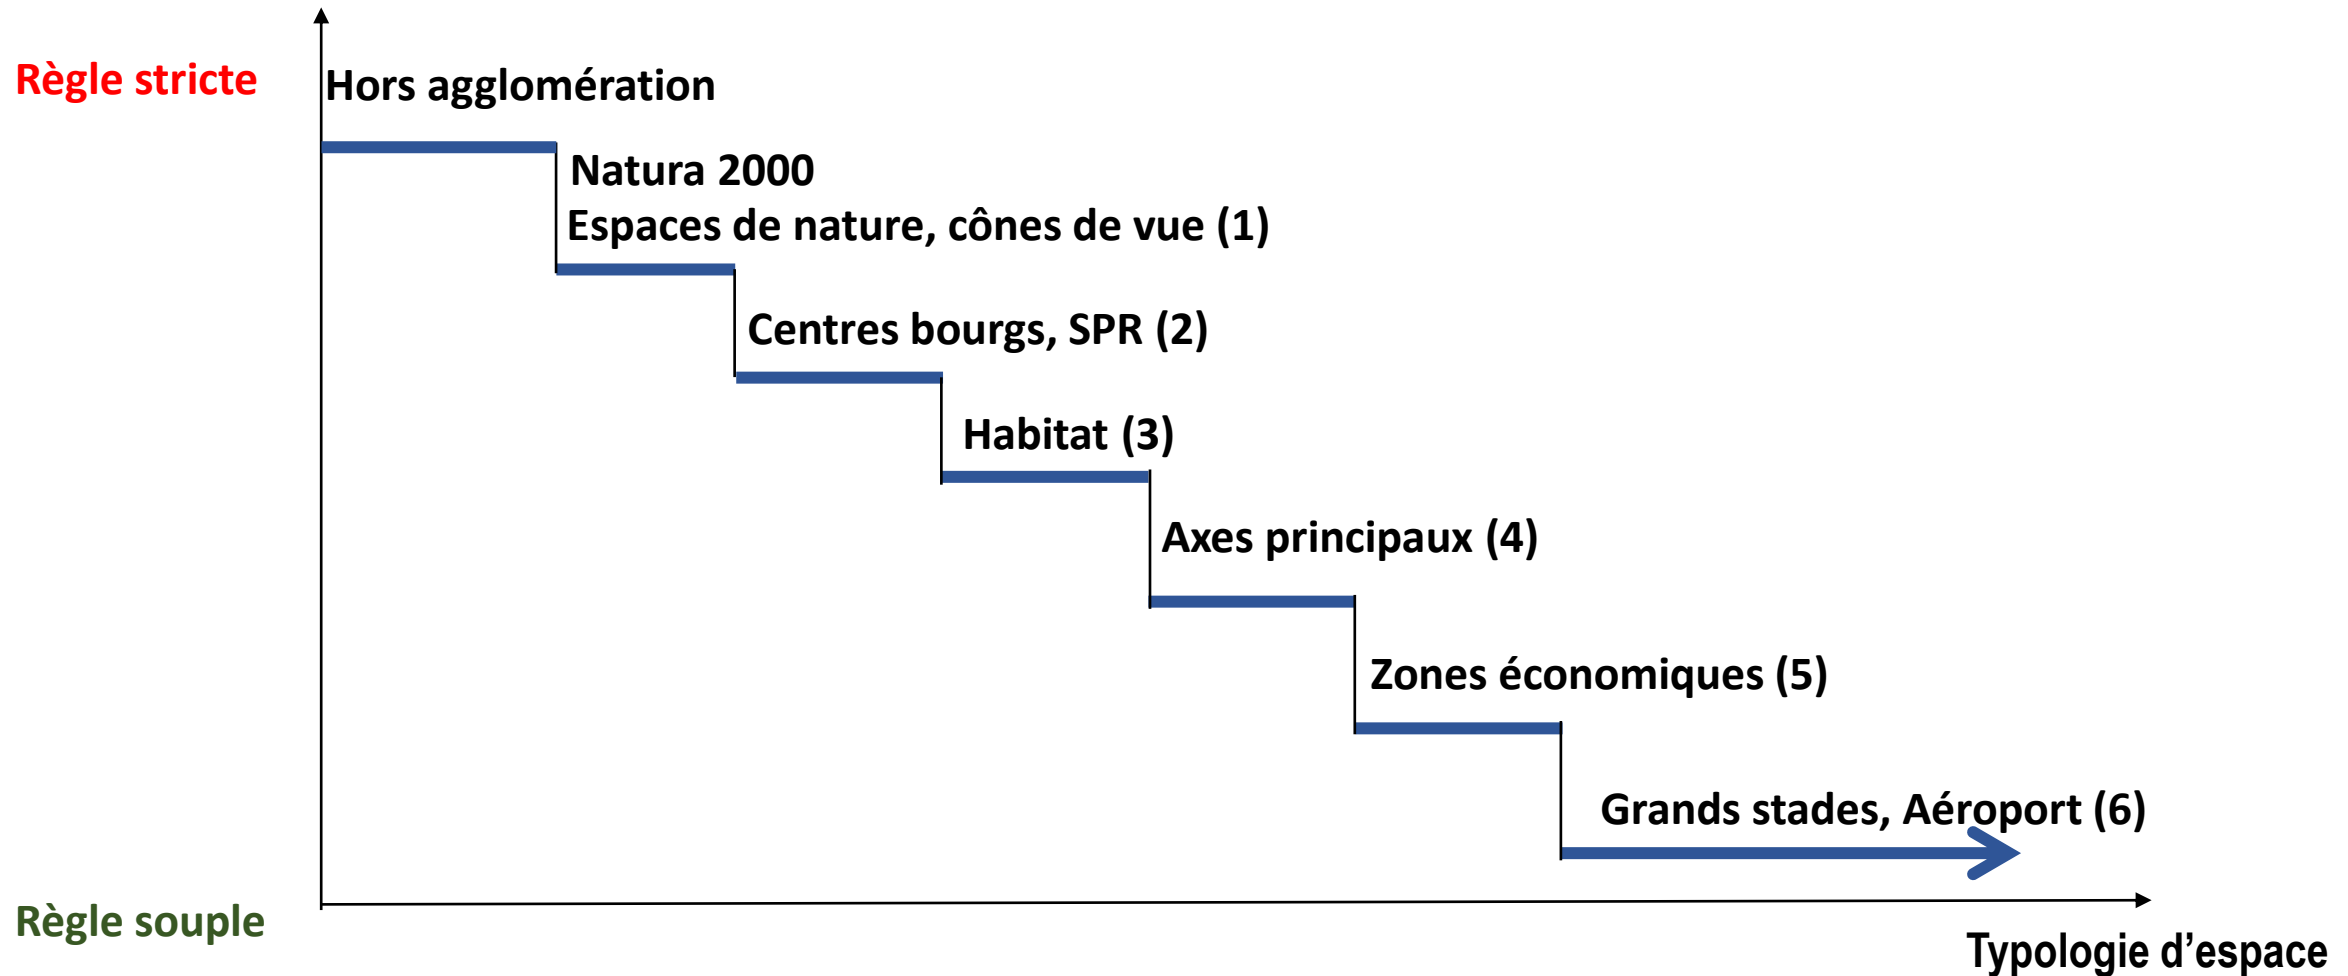 Règle stricte
Hors agglomération
Natura 2000
Espaces de nature, cônes de vue (1)
Centres bourgs, SPR (2)
Habitat (3)
Axes principaux (4)
Zones économiques (5)
Grands stades, Aéroport (6)
Règle souple
Typologie d’espace